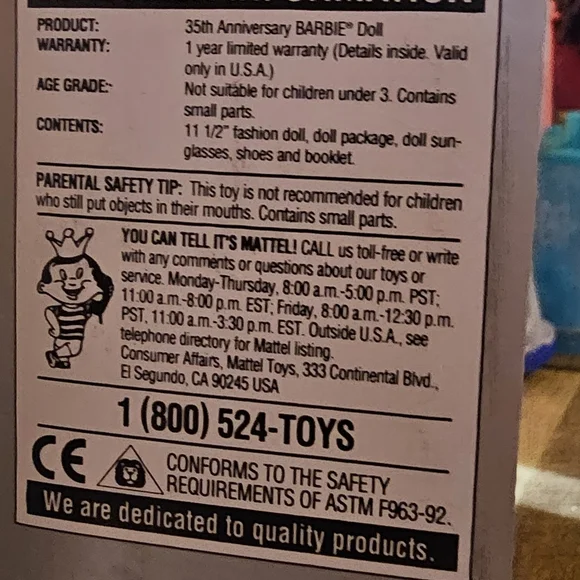 PRODUCT: 35th Anniversary BARBIE® Doll
WARRANTY: 1 year limited warranty (Details inside. Valid
only in U.S.A.)
AGE GRADE: Not suitable for children under 3. Contains
small parts.
CONTENTS: 11 1/2" fashion doll, doll package, doll sun-
glasses, shoes and booklet.
PARENTAL SAFETY TIP: This toy is not recommended for children
who still put objects in their mouths. Contains small parts.
YOU CAN TELL IT'S MATTEL! CALL us toll-free or write
with any comments or questions about our toys or
service. Monday-Thursday, 8:00 a.m.-5:00 p.m. PST;
11:00 a.m.-8:00 p.m. EST; Friday, 8:00 a.m.-12:30 p.m.
PST, 11:00 a.m.-3:30 p.m. EST. Outside U.S.A., see
telephone directory for Mattel listing.
Consumer Affairs, Mattel Toys, 333 Continental Blvd.,
El Segundo, CA 90245 USA
1 (800) 524-TOYS
CE CONFORMS TO THE SAFETY
REQUIREMENTS OF ASTM F963-92.
We are dedicated to quality products.